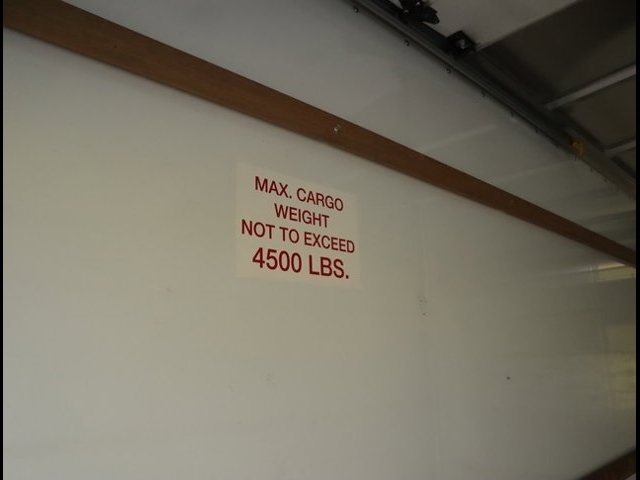 MAX. CARGO
WEIGHT
NOT TO EXCEED
4500 LBS.